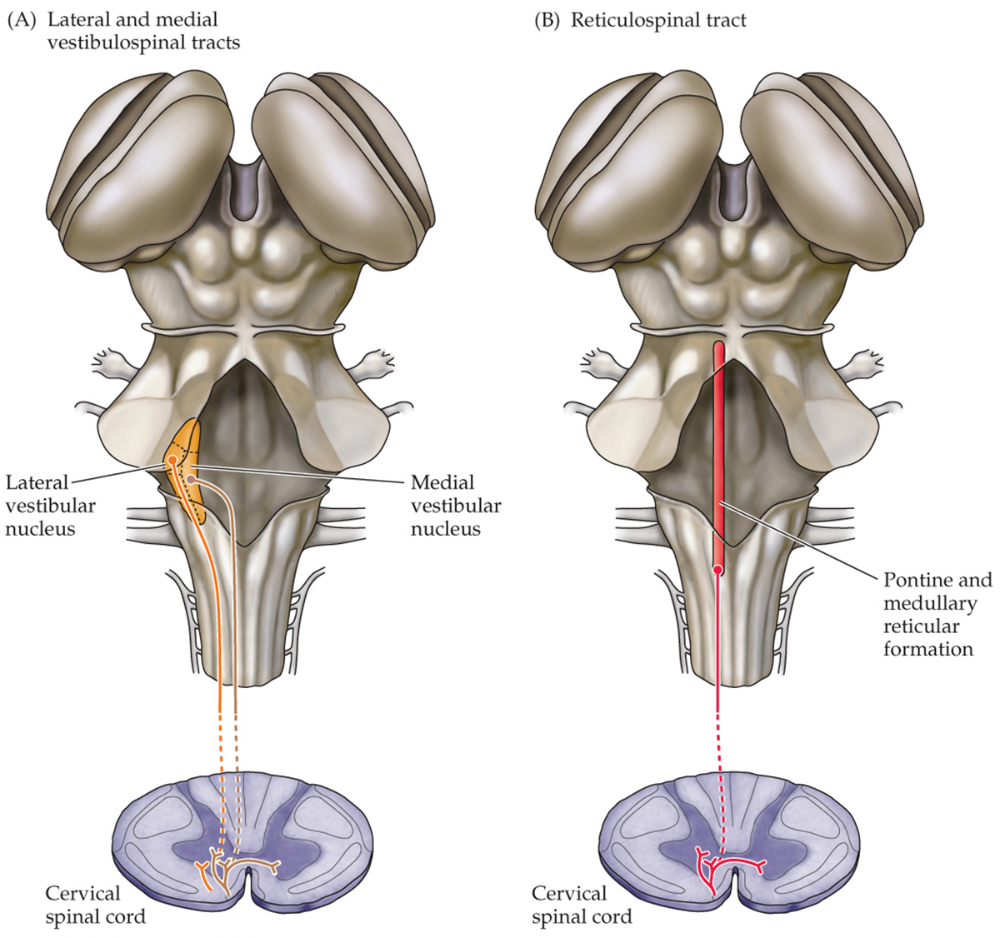 (A) Lateral and medial
vestibulospinal tracts
(B) Reticulospinal tract
Lateral
vestibular
nucleus
Medial
vestibular
nucleus
Pontine and
medullary
reticular
formation
Cervical
spinal cord
Cervical
spinal cord